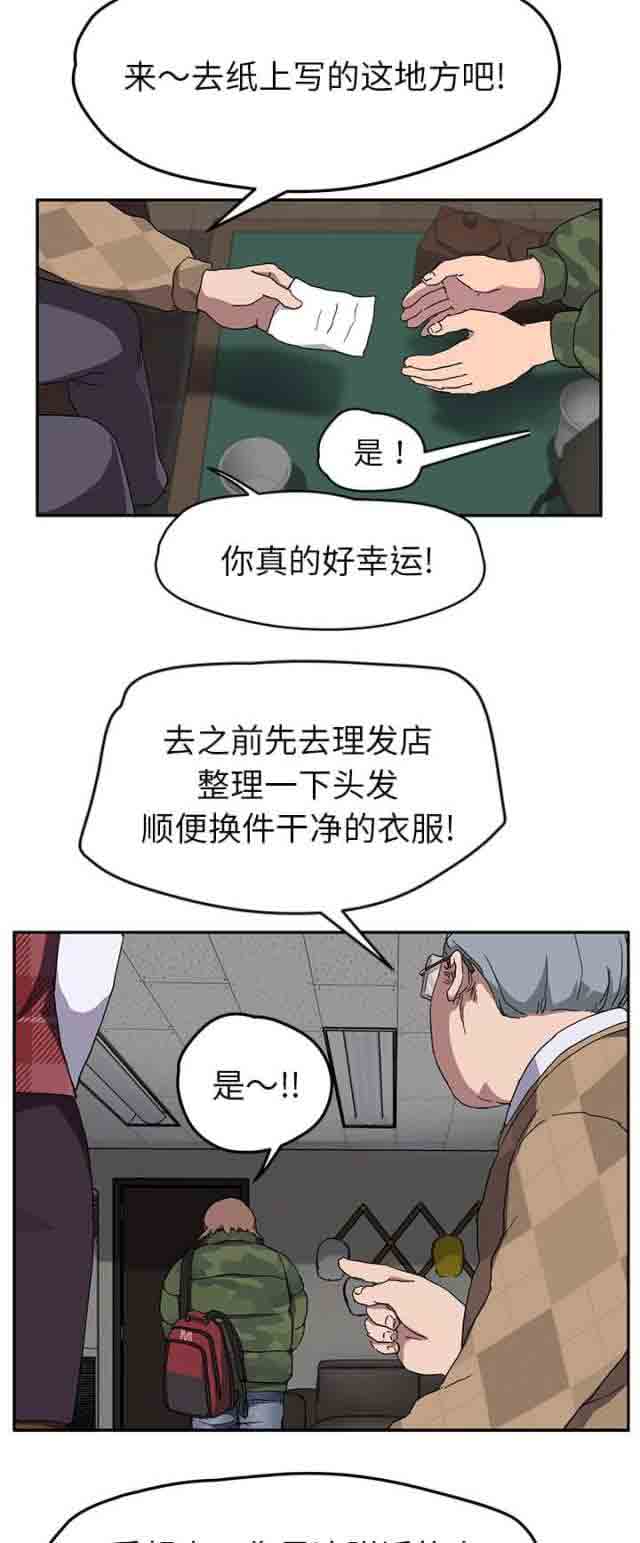 来～去纸上写的这地方吧!
是！
你真的好幸运!
去之前先去理发店
整理一下头发
顺便换件干净的衣服!
是～!!
M